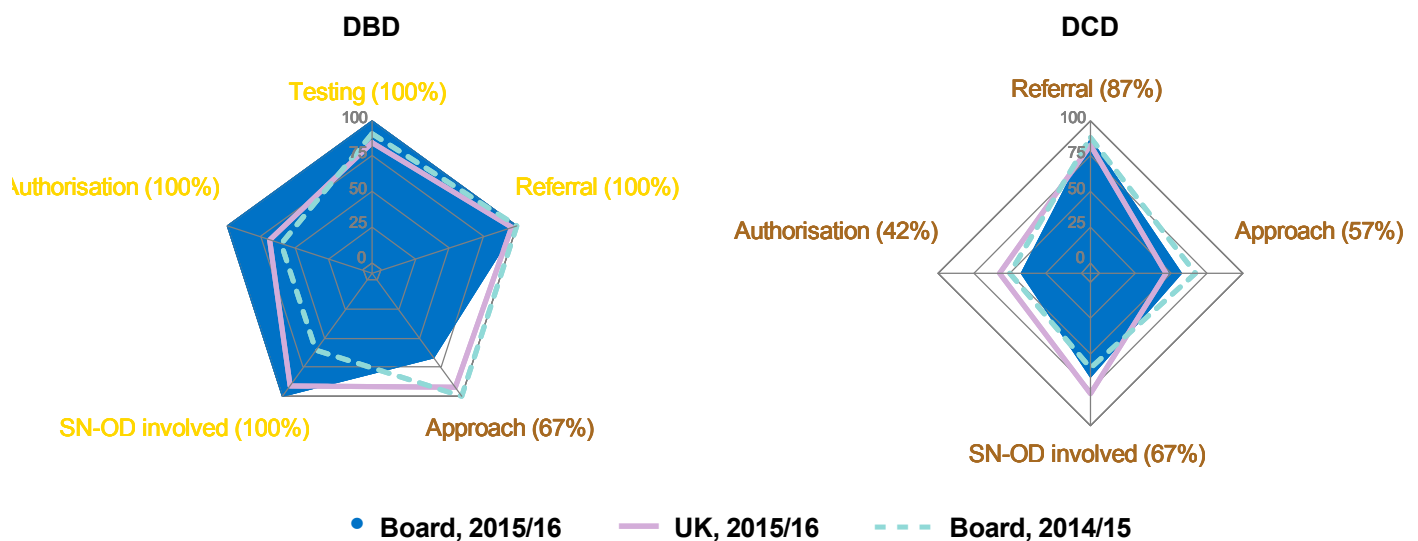 DBD
DCD
Testing (100%)
100
75
50
25
0
Authorisation (100%)
Referral (100%)
SN-OD involved (100%)
Approach (67%)
Referral (87%)
100
75
50
25
0
Authorisation (42%)
Approach (57%)
SN-OD involved (67%)
Board, 2015/16
UK, 2015/16
Board, 2014/15